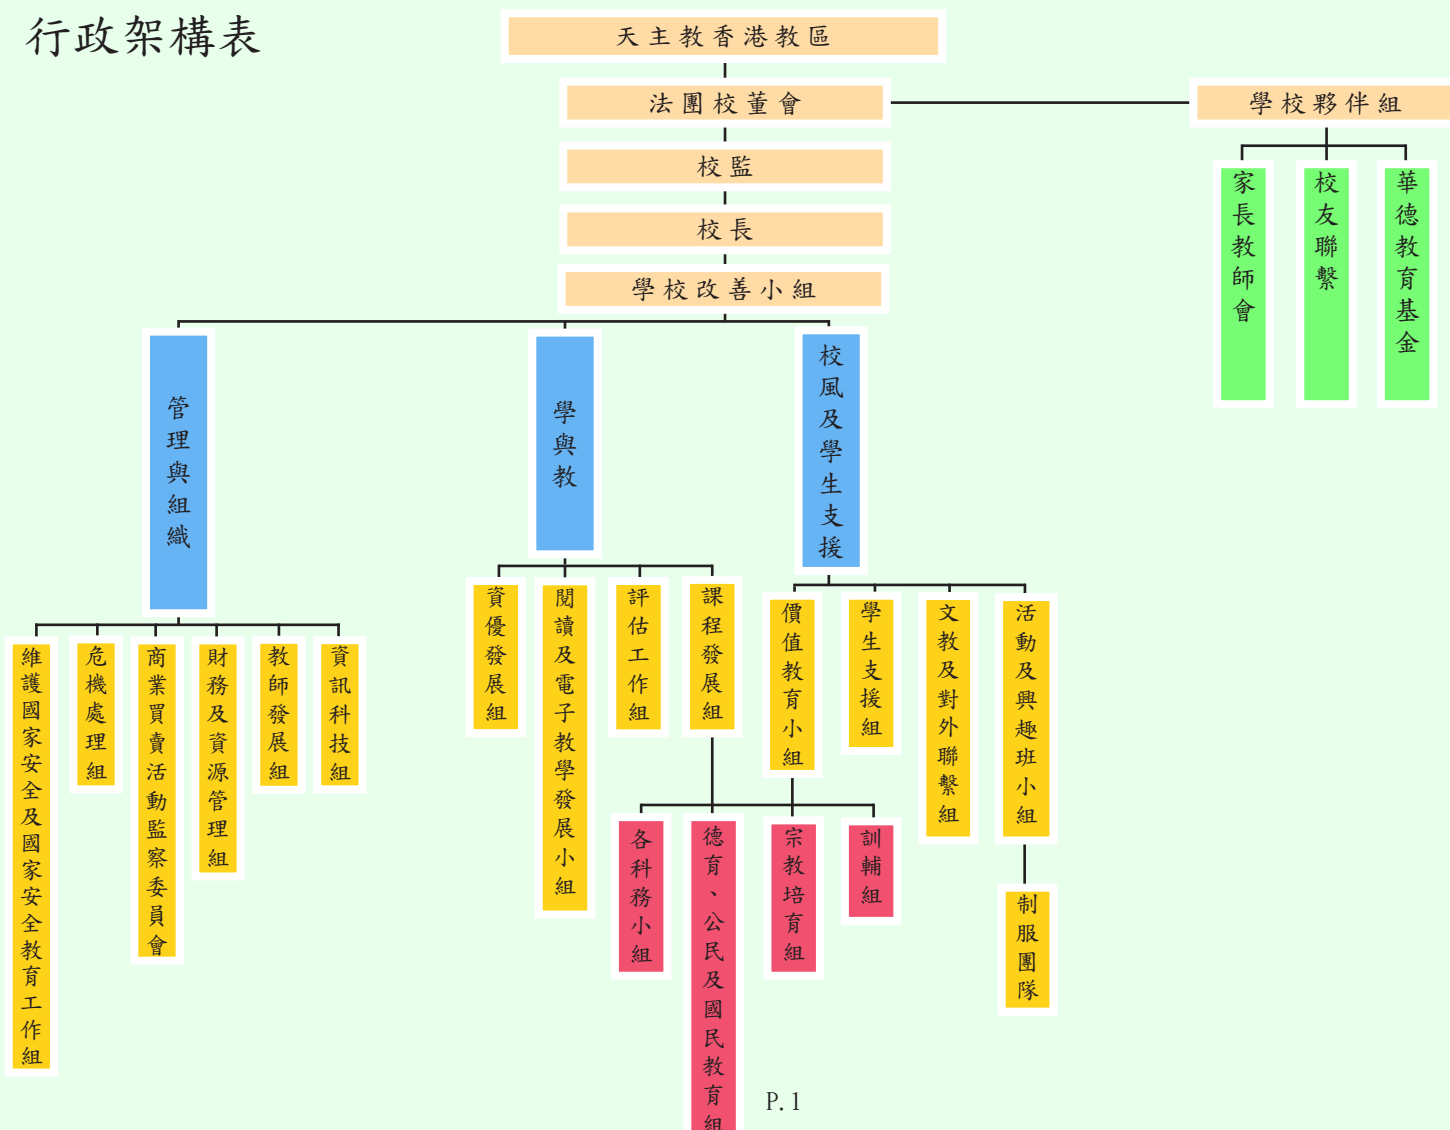 行政架構表
天主教香港教區
法團校董會
學校夥伴組
校監
校長
學校改善小組
家長教師會
校友聯繫
華德教育基金
管理與組織
學與教
校風及學生支援
維護國家安全及國家安全教育工作組
危機處理組
商業買賣活動監察委員會
財務及資源管理組
教師發展組
資訊科技組
資優發展組
閱讀及電子教學發展小組
評估工作組
課程發展組
價值教育小組
學生支援組
文教及對外聯繫組
活動及興趣班小組
各科務小組
德育、公民及國民教育組
宗教培育組
訓輔組
制服團隊
P.1